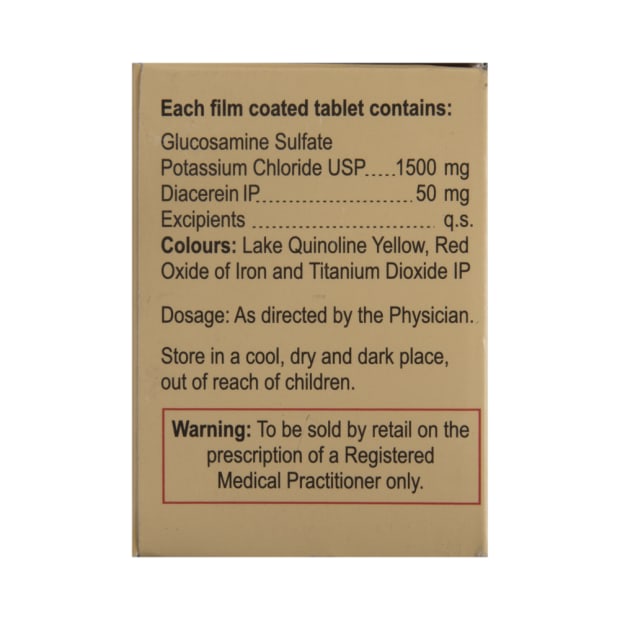 Each film coated tablet contains:
Glucosamine Sulfate
Potassium Chloride USP.....1500 mg
Diacerein IP..............................50 mg
Excipients ................................ q.s.
Colours: Lake Quinoline Yellow, Red
Oxide of Iron and Titanium Dioxide IP
Dosage: As directed by the Physician.
Store in a cool, dry and dark place,
out of reach of children.
Warning: To be sold by retail on the
prescription of a Registered
Medical Practitioner only.